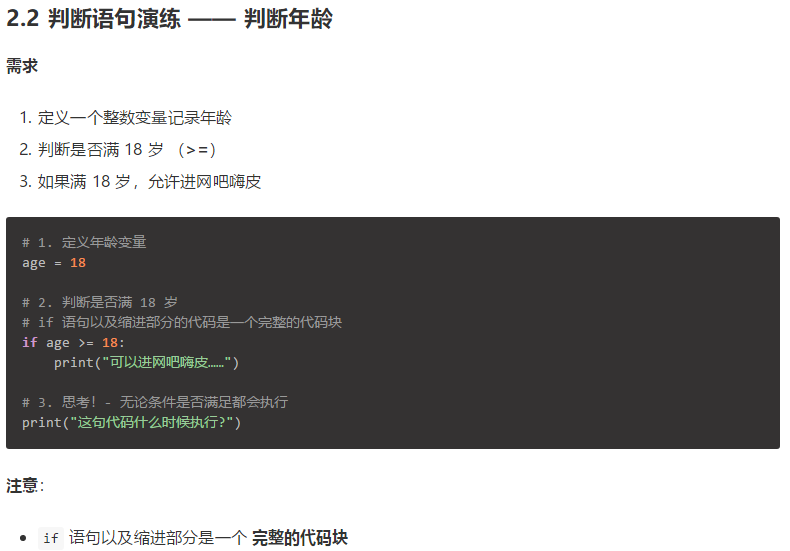 2.2 判断语句演练 —— 判断年龄
需求
1. 定义一个整数变量记录年龄
2. 判断是否满 18 岁 （>=）
3. 如果满 18 岁，允许进网吧嗨皮
# 1. 定义年龄变量
age = 18
# 2. 判断是否满 18 岁
# if 语句以及缩进部分的代码是一个完整的代码块
if age >= 18:
    print("可以进网吧嗨皮……")
# 3. 思考！- 无论条件是否满足都会执行
print("这句代码什么时候执行?")
注意：
• if 语句以及缩进部分是一个 完整的代码块